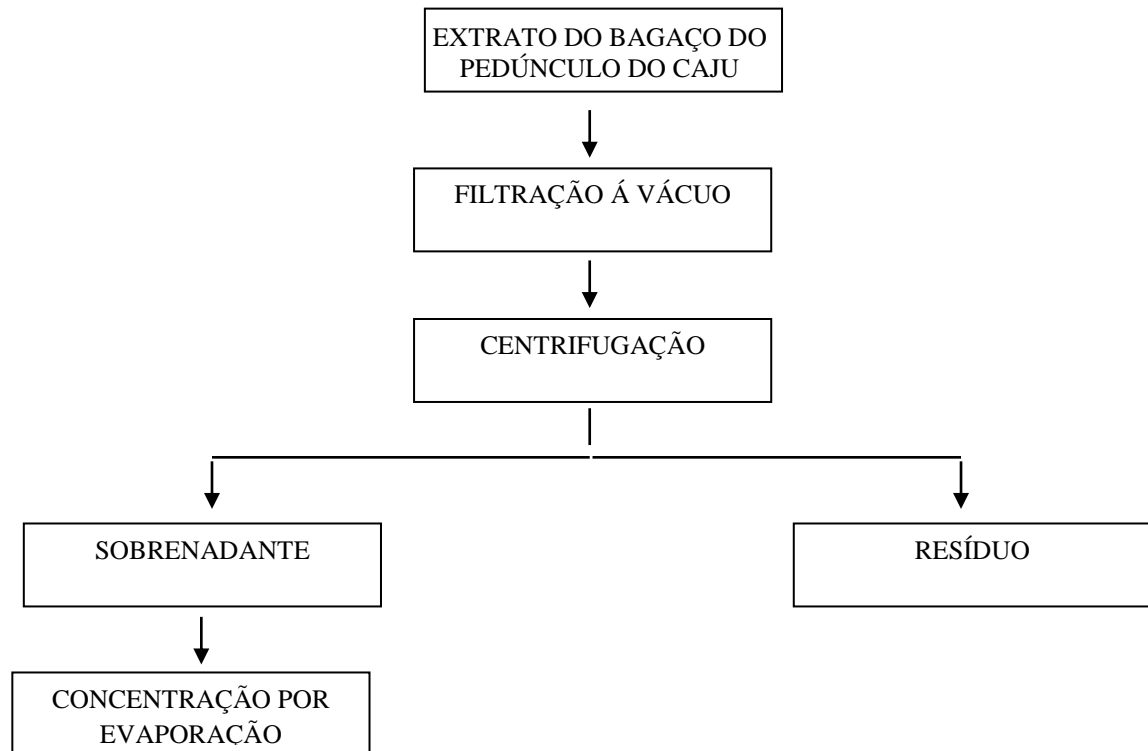 EXTRATO DO BAGAÇO DO
PEDÚNCULO DO CAJU
FILTRAÇÃO Á VÁCUO
CENTRIFUGAÇÃO
SOBRENADANTE
RESÍDUO
CONCENTRAÇÃO POR
EVAPORAÇÃO